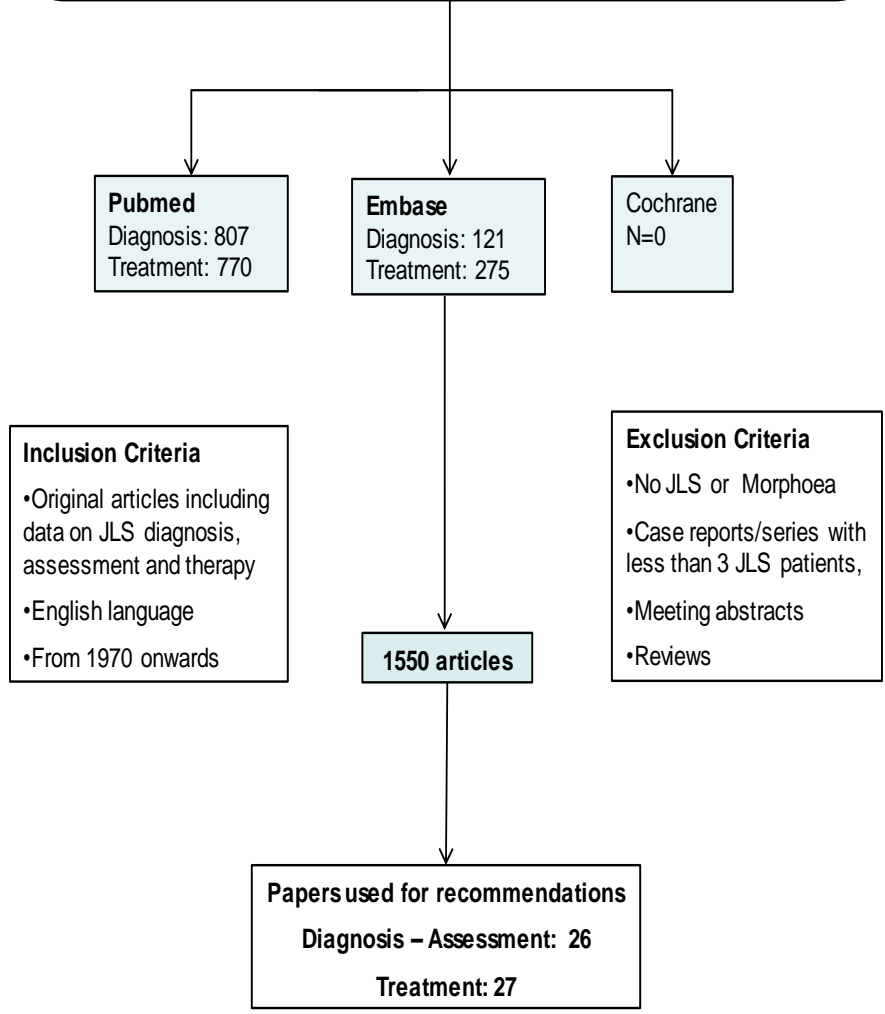 Pubmed
Diagnosis: 807
Treatment: 770
Embase
Diagnosis: 121
Treatment: 275
Cochrane
N=0
Inclusion Criteria
•Original articles including
data on JLS diagnosis,
assessment and therapy
•English language
•From 1970 onwards
Exclusion Criteria
•No JLS or Morphoea
•Case reports/series with
less than 3 JLS patients,
•Meeting abstracts
•Reviews
1550 articles
Papers used for recommendations
Diagnosis – Assessment: 26
Treatment: 27